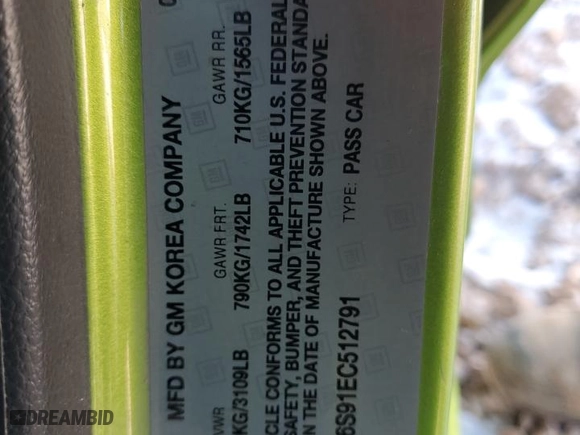 MFD BY GM KOREA COMPANY
GVWR GAWR FRT. GAWR RR.
KG/3109LB 790KG/1742LB 710KG/1565LB
CLE CONFORMS TO ALL APPLICABLE U.S. FEDERAL
SAFETY, BUMPER, AND THEFT PREVENTION STANDA
N THE DATE OF MANUFACTURE SHOWN ABOVE.
6S91EC512791 TYPE: PASS CAR
DREAMBID